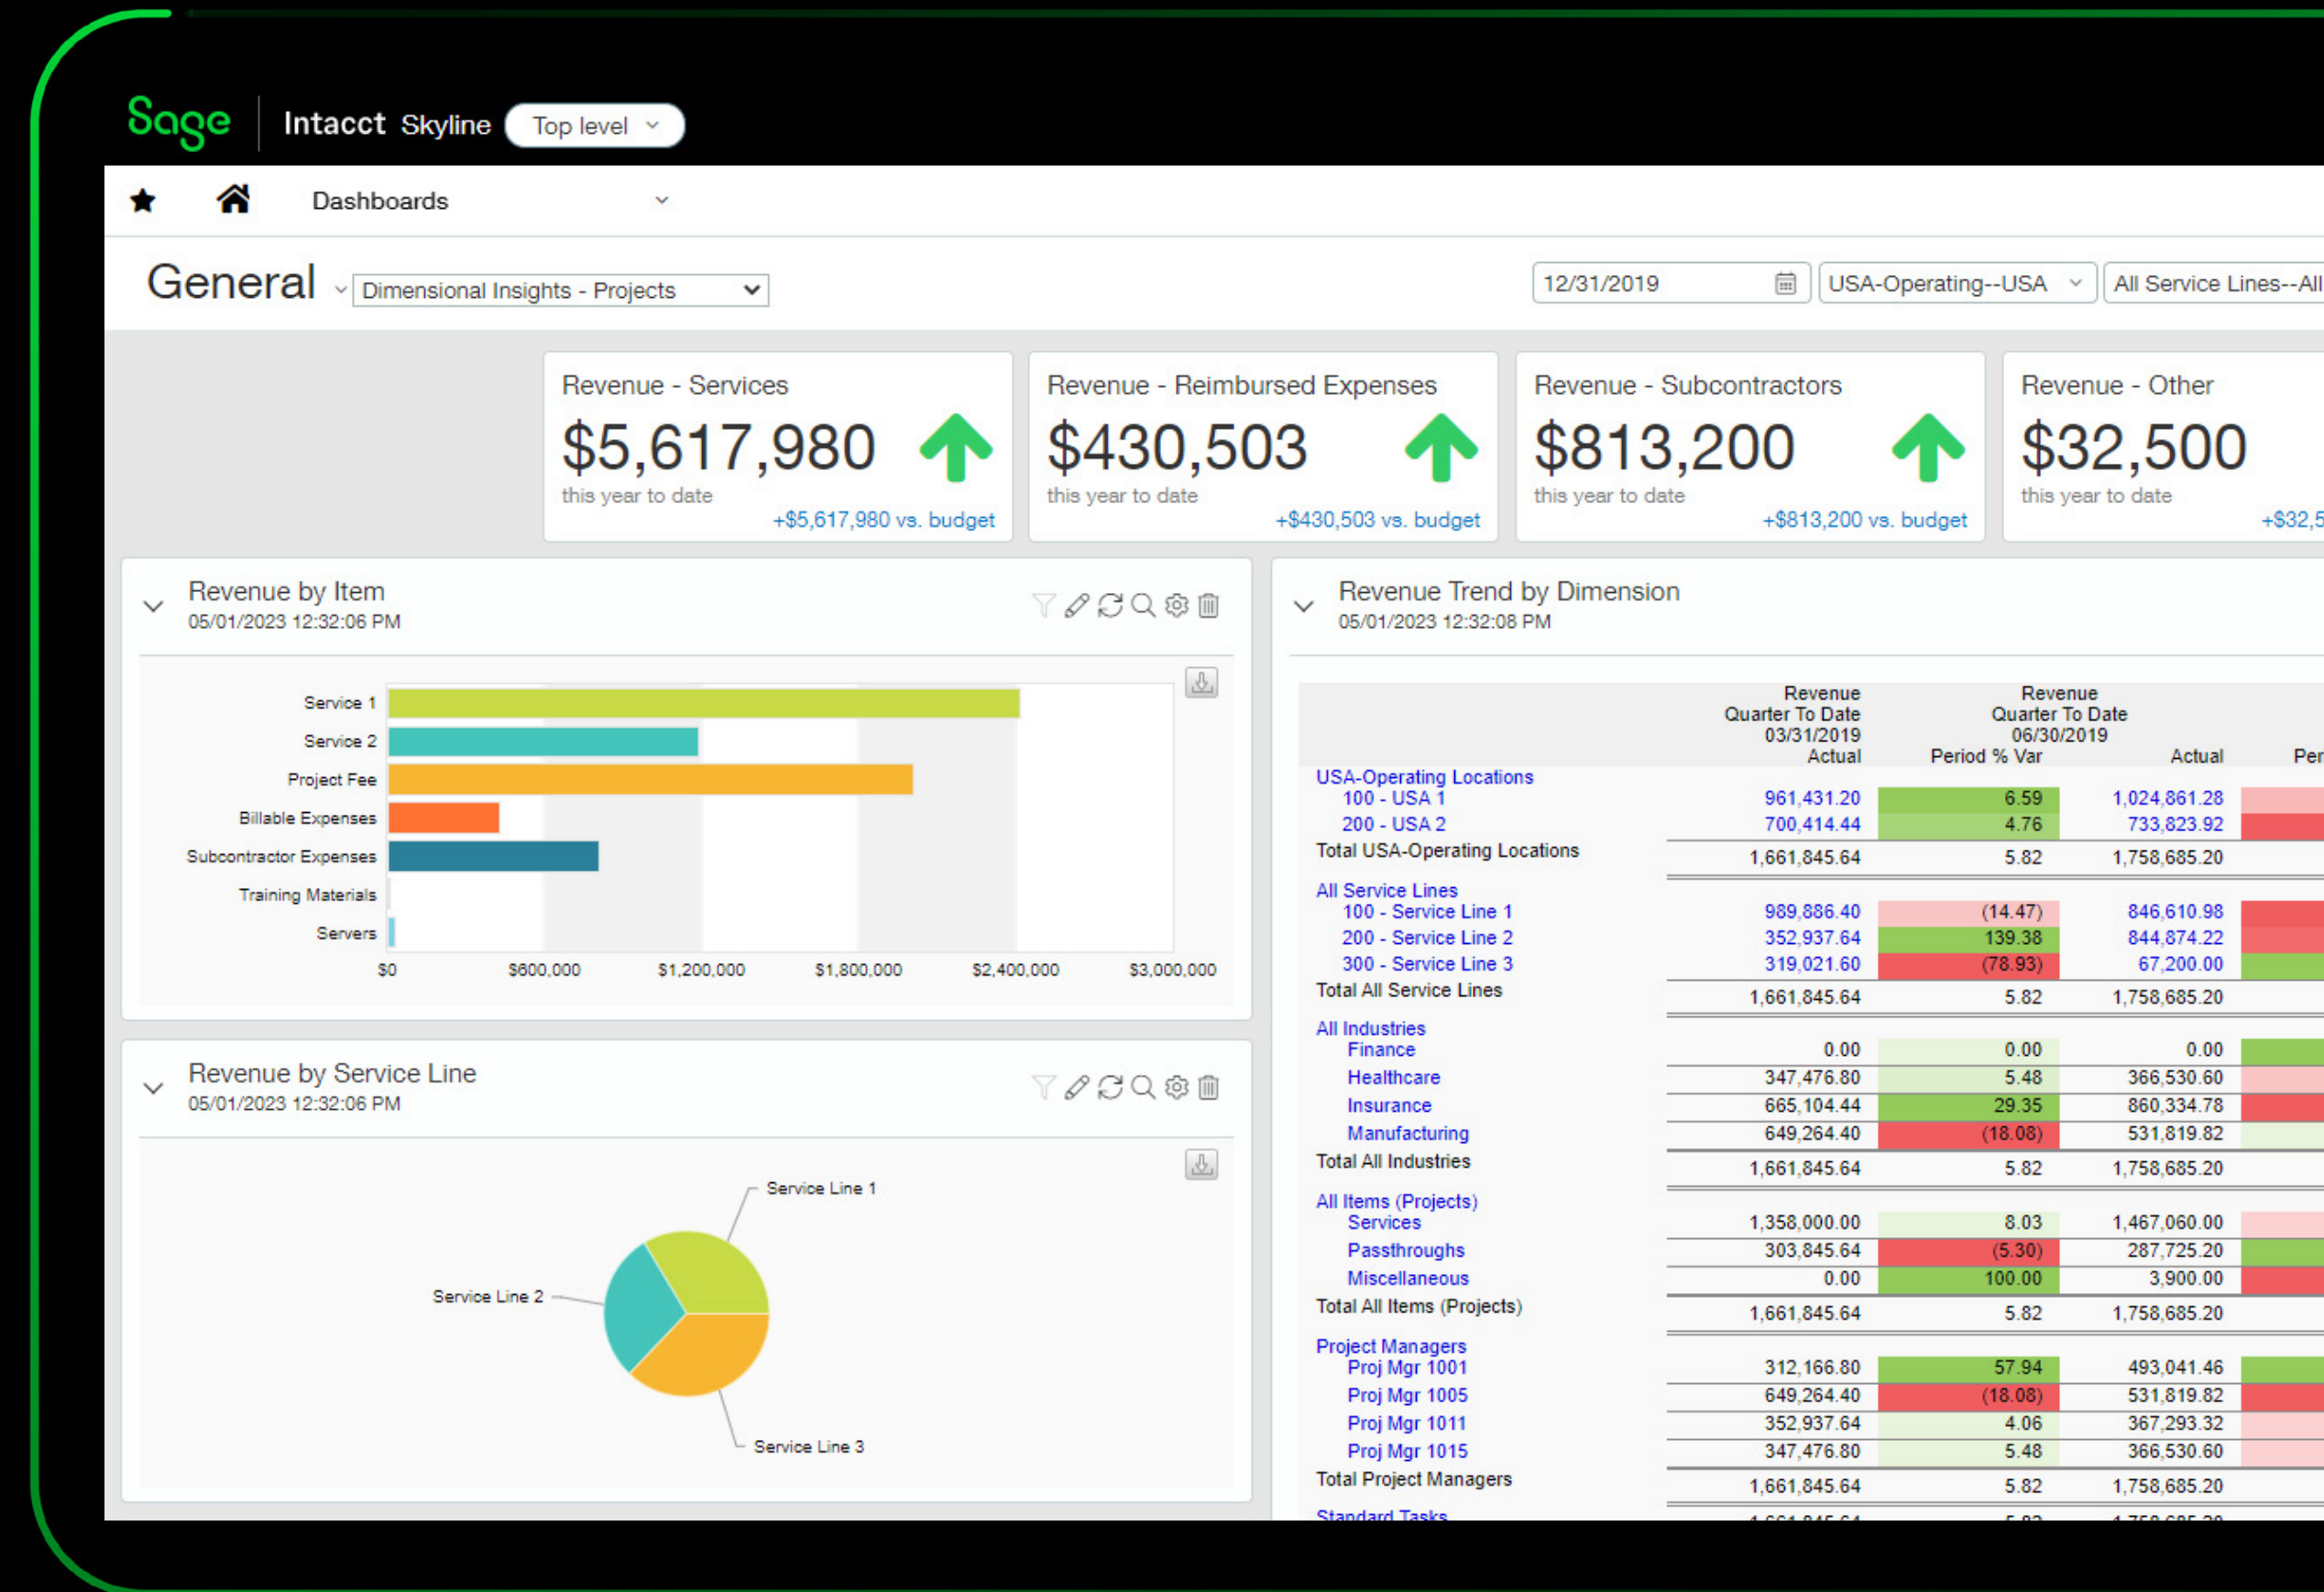 Sage Intacct Skyline Top level
Dashboards
General Dimensional Insights - Projects 12/31/2019 USA-Operating--USA All Service Lines--All
Revenue - Services
$5,617,980
this year to date
+$5,617,980 vs. budget
Revenue - Reimbursed Expenses
$430,503
this year to date
+$430,503 vs. budget
Revenue - Subcontractors
$813,200
this year to date
+$813,200 vs. budget
Revenue - Other
$32,500
this year to date
+$32,5
Revenue by Item
05/01/2023 12:32:06 PM
Service 1
Service 2
Project Fee
Billable Expenses
Subcontractor Expenses
Training Materials
Servers
$0 $600,000 $1,200,000 $1,800,000 $2,400,000 $3,000,000
Revenue by Service Line
05/01/2023 12:32:06 PM
Service Line 1
Service Line 2
Service Line 3
Revenue Trend by Dimension
05/01/2023 12:32:08 PM
Revenue Revenue
Quarter To Date Quarter To Date
03/31/2019 06/30/2019
Actual Period % Var Actual Per
USA-Operating Locations
100 - USA 1 961,431.20 6.59 1,024,861.28
200 - USA 2 700,414.44 4.76 733,823.92
Total USA-Operating Locations 1,661,845.64 5.82 1,758,685.20
All Service Lines
100 - Service Line 1 989,886.40 (14.47) 846,610.98
200 - Service Line 2 352,937.64 139.38 844,874.22
300 - Service Line 3 319,021.60 (78.93) 67,200.00
Total All Service Lines 1,661,845.64 5.82 1,758,685.20
All Industries
Finance 0.00 0.00 0.00
Healthcare 347,476.80 5.48 366,530.60
Insurance 665,104.44 29.35 860,334.78
Manufacturing 649,264.40 (18.08) 531,819.82
Total All Industries 1,661,845.64 5.82 1,758,685.20
All Items (Projects)
Services 1,358,000.00 8.03 1,467,060.00
Passthroughs 303,845.64 (5.30) 287,725.20
Miscellaneous 0.00 100.00 3,900.00
Total All Items (Projects) 1,661,845.64 5.82 1,758,685.20
Project Managers
Proj Mgr 1001 312,166.80 57.94 493,041.46
Proj Mgr 1005 649,264.40 (18.08) 531,819.82
Proj Mgr 1011 352,937.64 4.06 367,293.32
Proj Mgr 1015 347,476.80 5.48 366,530.60
Total Project Managers 1,661,845.64 5.82 1,758,685.20
Standard Tasks